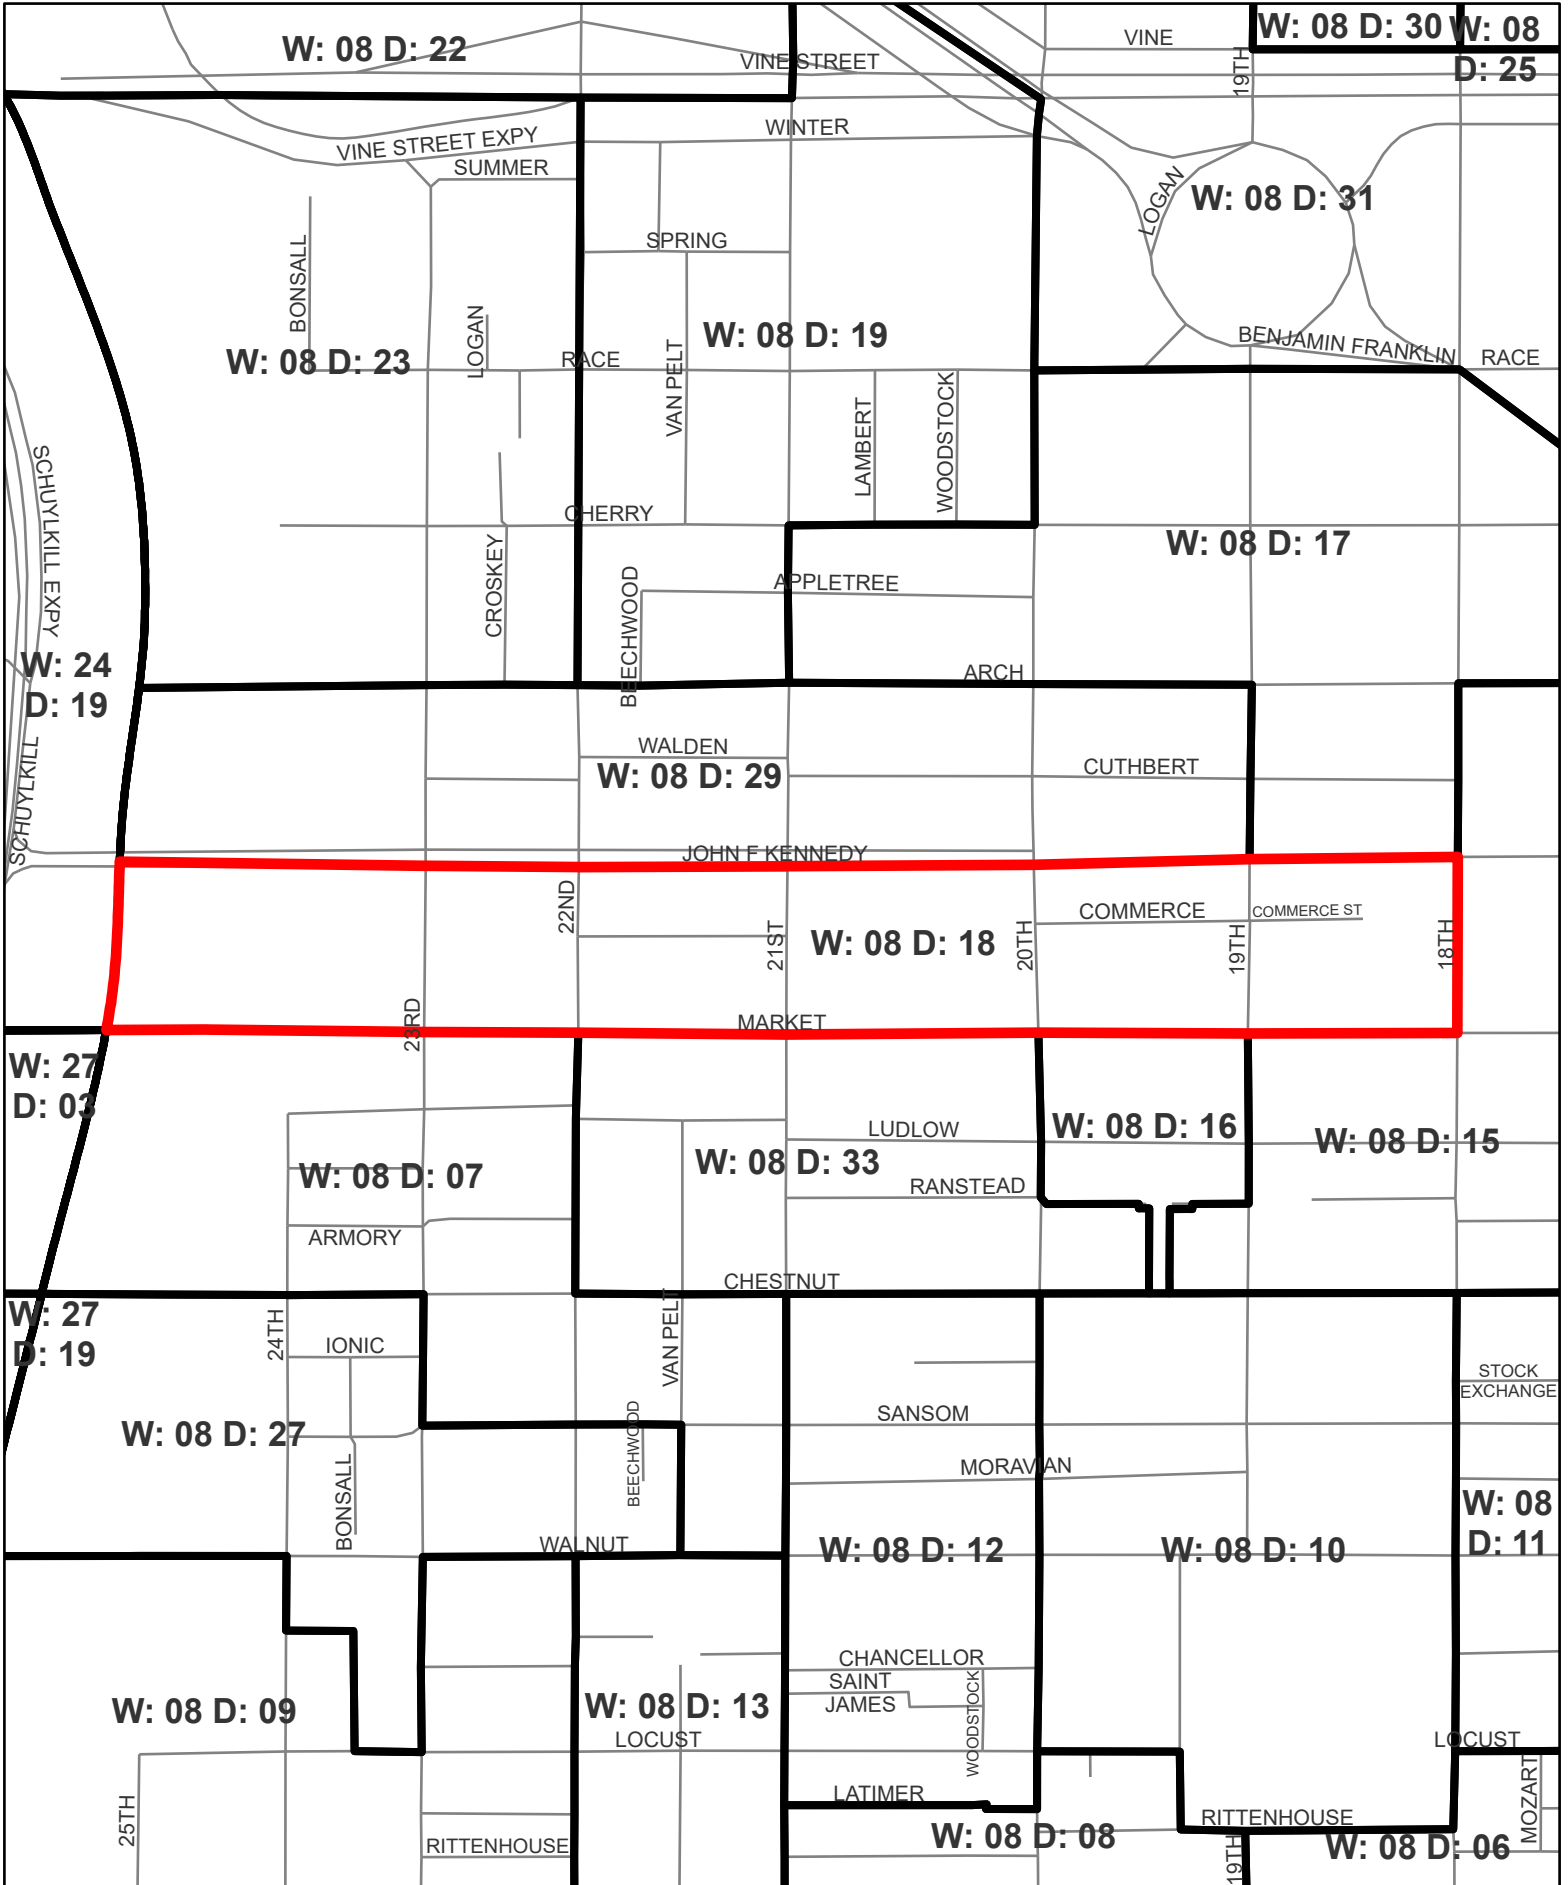 W: 08 D: 22
VINE STREET
VINE
19TH
W: 08 D: 30
W: 08
D: 25
VINE STREET EXPY
WINTER
SUMMER
LOGAN
W: 08 D: 31
BONSALL
SPRING
LOGAN
W: 08 D: 23
RACE
VAN PELT
W: 08 D: 19
BENJAMIN FRANKLIN
RACE
LAMBERT
WOODSTOCK
SCHUYLKILL EXPY
CHERRY
W: 08 D: 17
CROSKEY
BEECHWOOD
APPLETREE
W: 24
D: 19
ARCH
SCHUYLKILL
WALDEN
W: 08 D: 29
CUTHBERT
JOHN F KENNEDY
22ND
21ST
W: 08 D: 18
20TH
COMMERCE
COMMERCE ST
19TH
18TH
23RD
MARKET
W: 27
D: 03
LUDLOW
W: 08 D: 16
W: 08 D: 15
W: 08 D: 07
W: 08 D: 33
RANSTEAD
ARMORY
CHESTNUT
W: 27
D: 19
24TH
IONIC
VAN PELT
STOCK
EXCHANGE
W: 08 D: 27
BEECHWOOD
SANSOM
BONSALL
MORAVIAN
W: 08
D: 11
WALNUT
W: 08 D: 12
W: 08 D: 10
CHANCELLOR
SAINT
JAMES
WOODSTOCK
W: 08 D: 09
W: 08 D: 13
LOCUST
LOCUST
25TH
LATIMER
MOZART
RITTENHOUSE
RITTENHOUSE
W: 08 D: 08
19TH
W: 08 D: 06